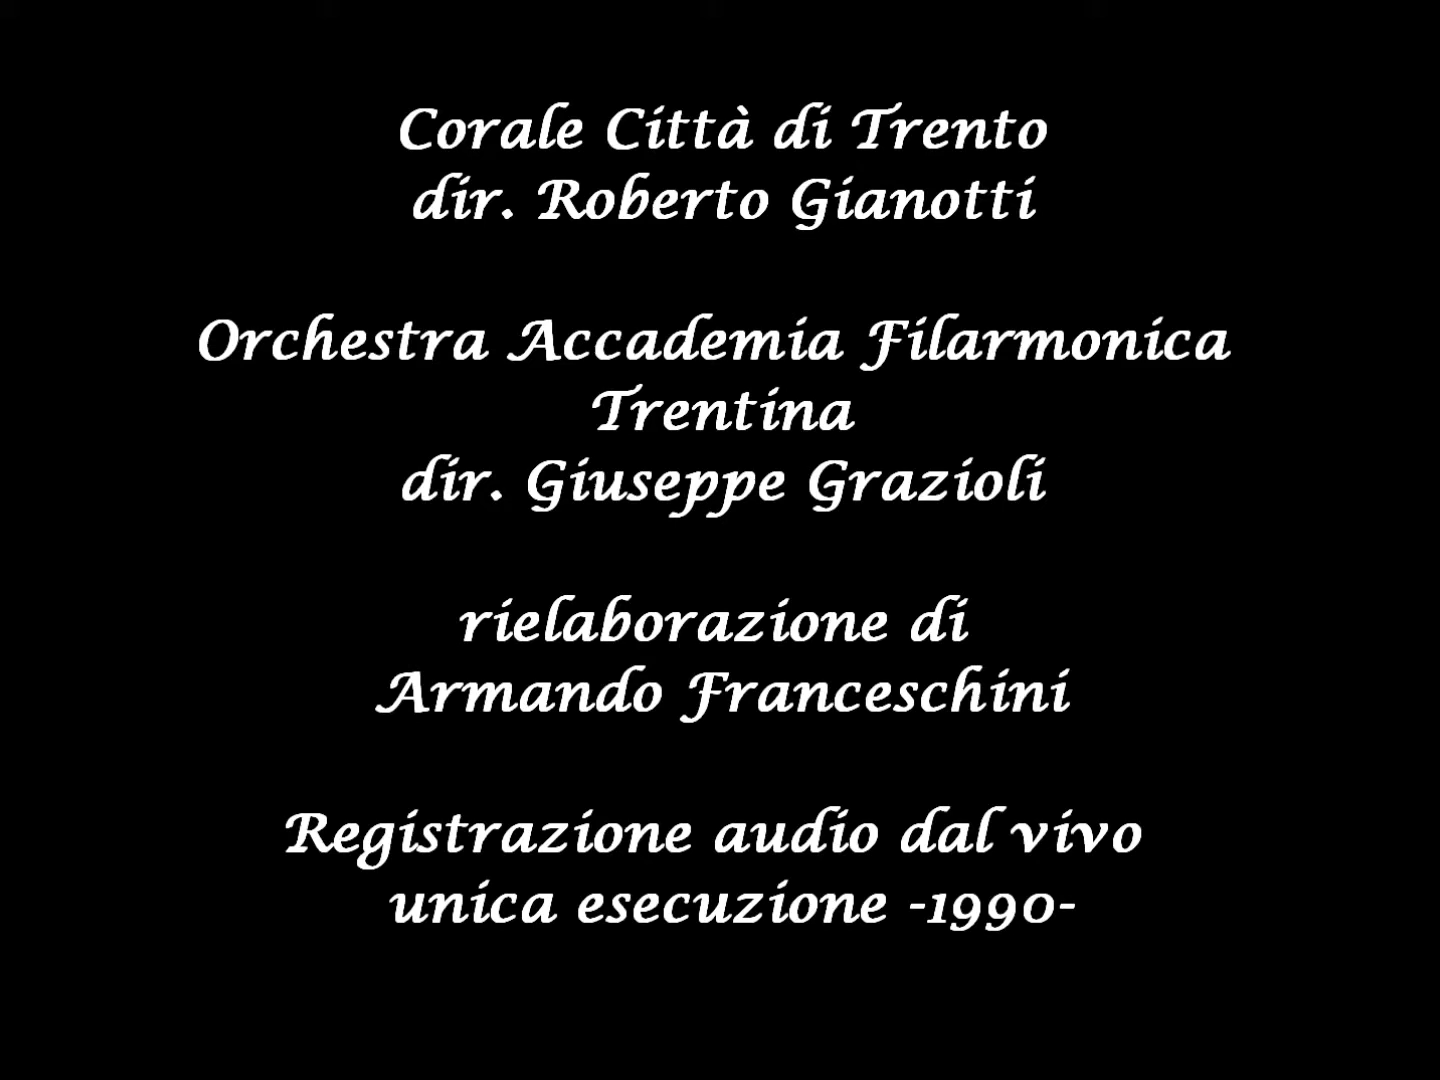 Corale Città di Trento
dir. Roberto Gianotti
Orchestra Accademia Filarmonica
Trentina
dir. Giuseppe Grazioli
rielaborazione di
Armando Franceschini
Registrazione audio dal vivo
unica esecuzione -1990-